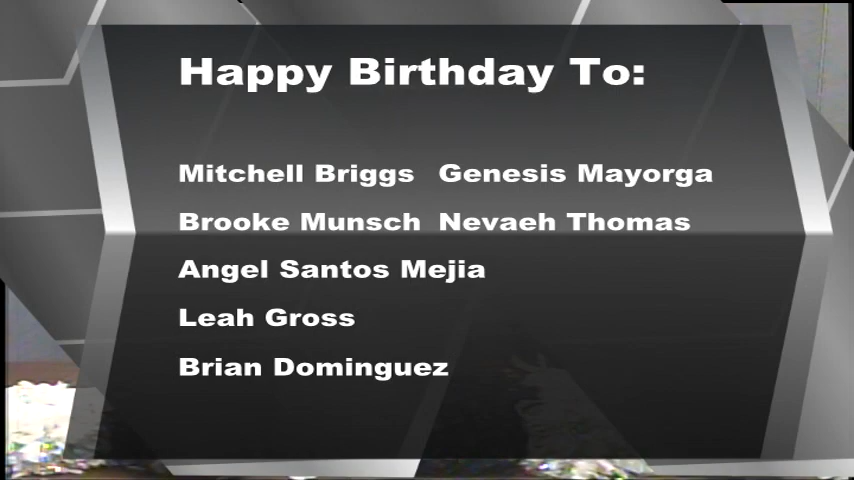 Happy Birthday To:
Mitchell Briggs Genesis Mayorga
Brooke Munsch Nevaeh Thomas
Angel Santos Mejia
Leah Gross
Brian Dominguez